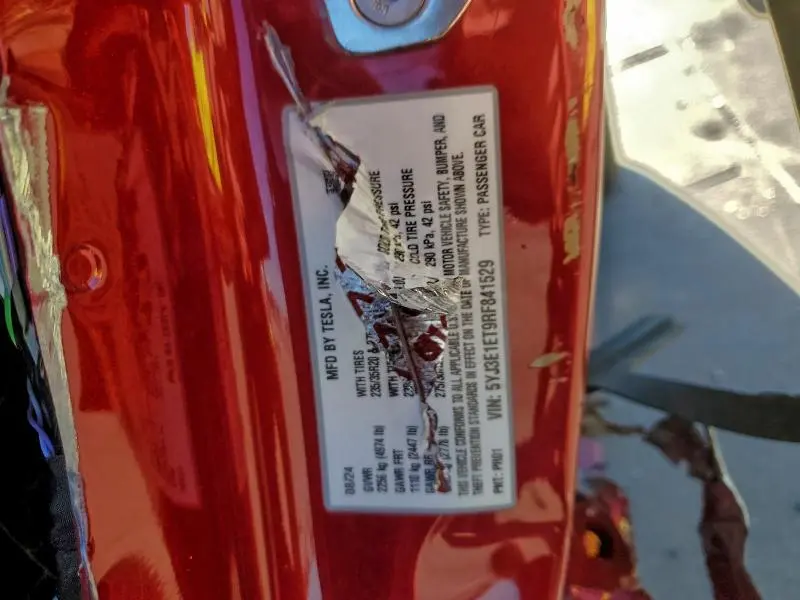 MFD BY TESLA, INC.
08/24
GVWR
2256 kg (4974 lb)
WITH TIRES
235/35R20 &
PRESSURE
42 psi
GAWR FRT
1110 kg (2447 lb)
WITH
COLD TIRE PRESSURE
290 kPa, 42 psi
GAWR RR
THIS VEHICLE CONFORMS TO ALL APPLICABLE U.S. MOTOR VEHICLE SAFETY, BUMPER, AND
THEFT PREVENTION STANDARDS IN EFFECT ON THE DATE OF MANUFACTURE SHOWN ABOVE.
PNT: PR01 VIN: 5YJ3E1ET9RF841529 TYPE: PASSENGER CAR